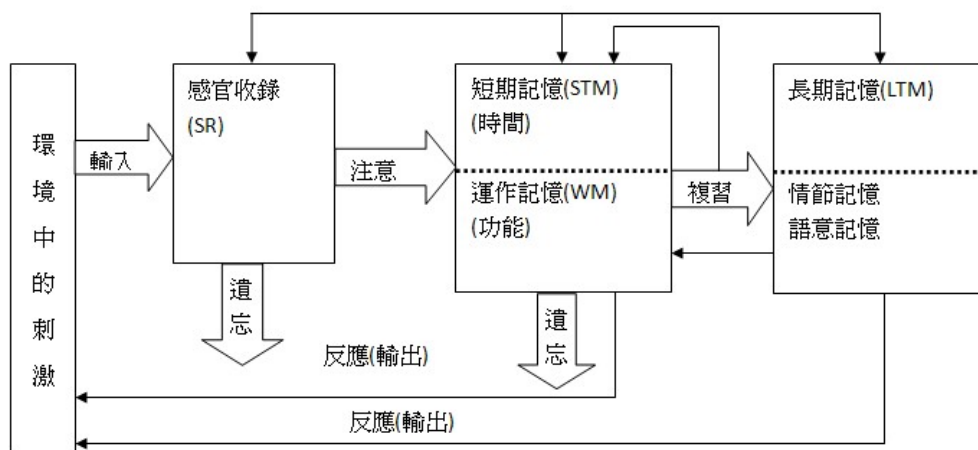 環境中的刺激
輸入
感官收錄
(SR)
注意
短期記憶(STM)
(時間)
運作記憶(WM)
(功能)
複習
長期記憶(LTM)
情節記憶
語意記憶
遺忘
遺忘
反應(輸出)
反應(輸出)